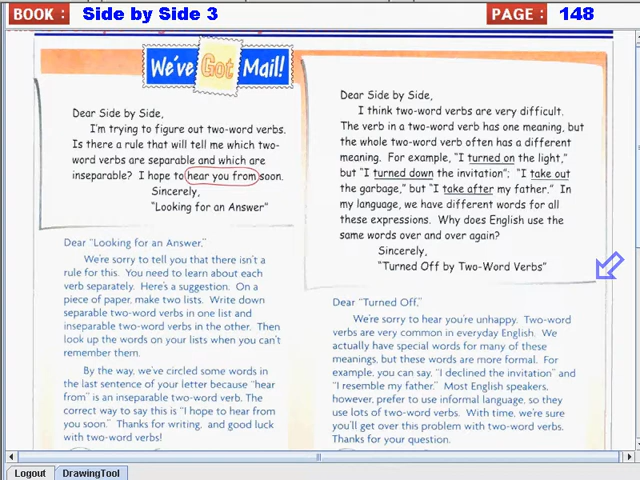 BOOK : Side by Side 3 PAGE : 148
We've Got Mail!
Dear Side by Side,
I'm trying to figure out two-word verbs.
Is there a rule that will tell me which two-
word verbs are separable and which are
inseparable? I hope to hear you from soon.
Sincerely,
"Looking for an Answer"
Dear "Looking for an Answer,"
We're sorry to tell you that there isn't a
rule for this. You need to learn about each
verb separately. Here's a suggestion. On a
piece of paper, make two lists. Write down
separable two-word verbs in one list and
inseparable two-word verbs in the other. Then
look up the words on your lists when you can't
remember them.
By the way, we've circled some words in
the last sentence of your letter because "hear
from" is an inseparable two-word verb. The
correct way to say this is "I hope to hear from
you soon." Thanks for writing, and good luck
with two-word verbs!
Dear Side by Side,
I think two-word verbs are very difficult.
The verb in a two-word verb has one meaning, but
the whole two-word verb often has a different
meaning. For example, "I turned on the light,"
but "I turned down the invitation"; "I take out
the garbage," but "I take after my father." In
my language, we have different words for all
these expressions. Why does English use the
same words over and over again?
Sincerely,
"Turned Off by Two-Word Verbs"
Dear "Turned Off,"
We're sorry to hear you're unhappy. Two-word
verbs are very common in everyday English. We
actually have special words for many of these
meanings, but these words are more formal. For
example, you can say, "I declined the invitation" and
"I resemble my father." Most English speakers,
however, prefer to use informal language, so they
use lots of two-word verbs. With time, we're sure
you'll get over this problem with two-word verbs.
Thanks for your question.
Logout DrawingTool